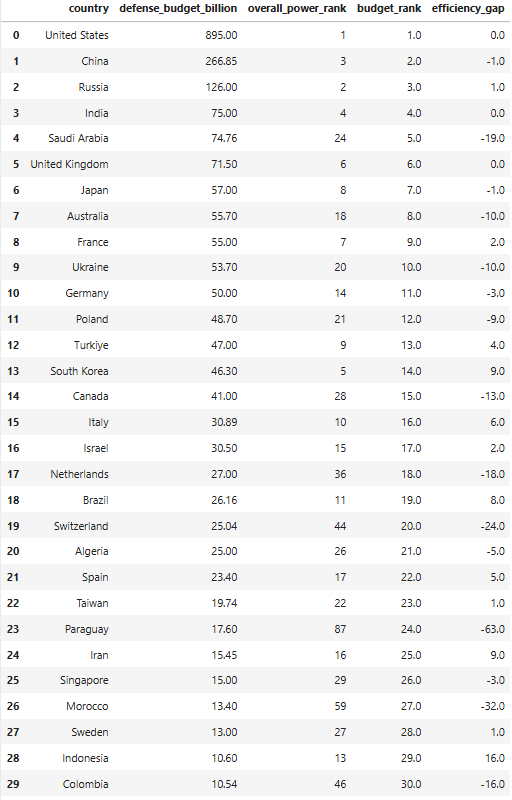 country defense_budget_billion overall_power_rank budget_rank efficiency_gap
0 United States 895.00 1 1.0 0.0
1 China 266.85 3 2.0 -1.0
2 Russia 126.00 2 3.0 1.0
3 India 75.00 4 4.0 0.0
4 Saudi Arabia 74.76 24 5.0 -19.0
5 United Kingdom 71.50 6 6.0 0.0
6 Japan 57.00 8 7.0 -1.0
7 Australia 55.70 18 8.0 -10.0
8 France 55.00 7 9.0 2.0
9 Ukraine 53.70 20 10.0 -10.0
10 Germany 50.00 14 11.0 -3.0
11 Poland 48.70 21 12.0 -9.0
12 Turkiye 47.00 9 13.0 4.0
13 South Korea 46.30 5 14.0 9.0
14 Canada 41.00 28 15.0 -13.0
15 Italy 30.89 10 16.0 6.0
16 Israel 30.50 15 17.0 2.0
17 Netherlands 27.00 36 18.0 -18.0
18 Brazil 26.16 11 19.0 8.0
19 Switzerland 25.04 44 20.0 -24.0
20 Algeria 25.00 26 21.0 -5.0
21 Spain 23.40 17 22.0 5.0
22 Taiwan 19.74 22 23.0 1.0
23 Paraguay 17.60 87 24.0 -63.0
24 Iran 15.45 16 25.0 9.0
25 Singapore 15.00 29 26.0 -3.0
26 Morocco 13.40 59 27.0 -32.0
27 Sweden 13.00 27 28.0 1.0
28 Indonesia 10.60 13 29.0 16.0
29 Colombia 10.54 46 30.0 -16.0